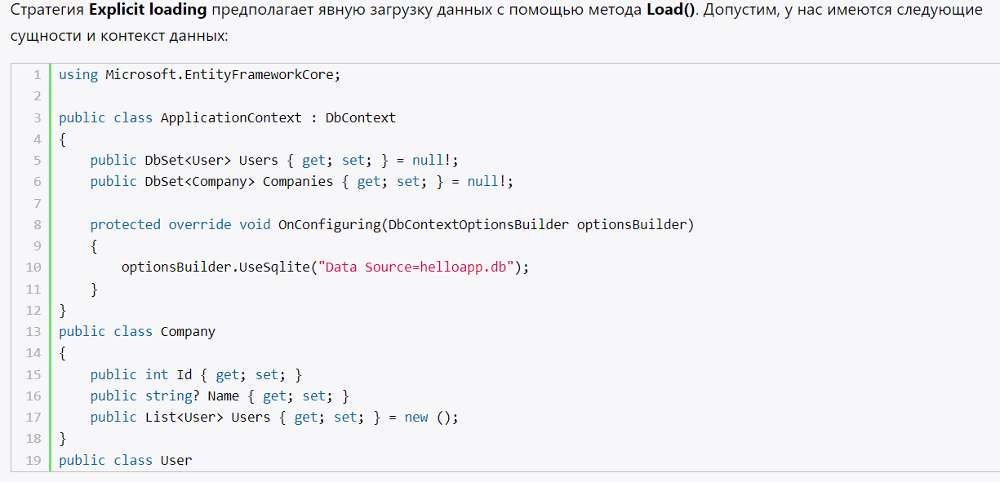 Стратегия Explicit loading предполагает явную загрузку данных с помощью метода Load(). Допустим, у нас имеются следующие
сущности и контекст данных:
1 using Microsoft.EntityFrameworkCore;
2
3 public class ApplicationContext : DbContext
4 {
5     public DbSet<User> Users { get; set; } = null!;
6     public DbSet<Company> Companies { get; set; } = null!;
7
8     protected override void OnConfiguring(DbContextOptionsBuilder optionsBuilder)
9     {
10         optionsBuilder.UseSqlite("Data Source=helloapp.db");
11     }
12 }
13 public class Company
14 {
15     public int Id { get; set; }
16     public string? Name { get; set; }
17     public List<User> Users { get; set; } = new ();
18 }
19 public class User